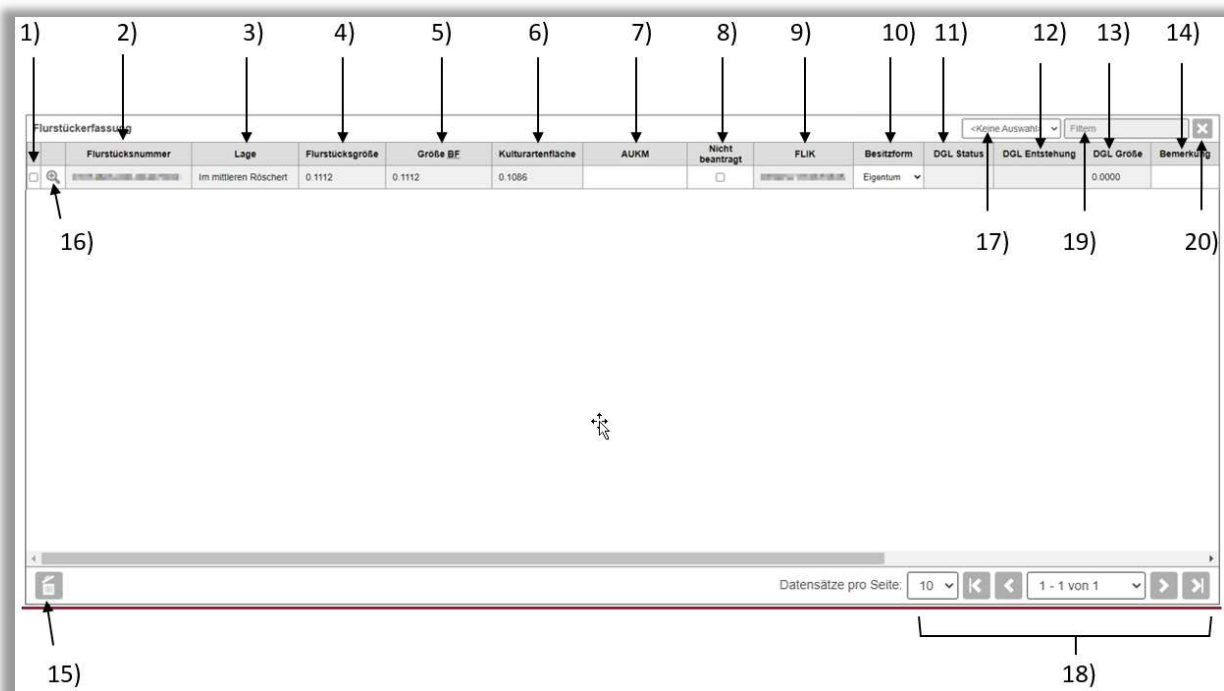 1) 2) 3) 4) 5) 6) 7) 8) 9) 10) 11) 12) 13) 14)
Flurstückerfassung <Keine Auswahl> Filtern
Flurstücksnummer Lage Flurstücksgröße Größe BF Kulturartenfläche AUKM Nicht beantragt FLIK Besitzform DGL Status DGL Entstehung DGL Größe Bemerkung
Im mittleren Röschert 0.1112 0.1112 0.1086 Eigentum 0.0000
16) 17) 19) 20)
Datensätze pro Seite: 10 1 - 1 von 1
15) 18)